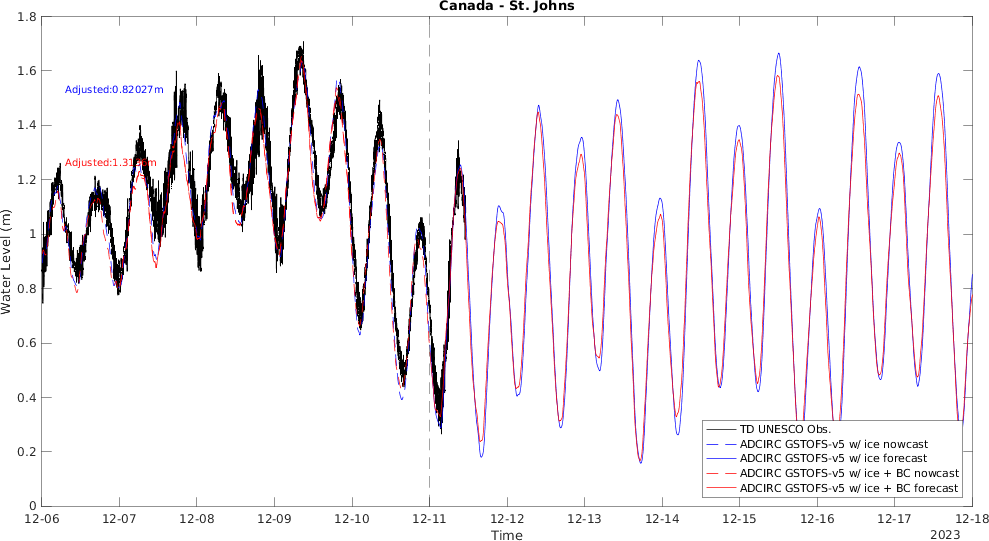 Canada - St. Johns
1.8
1.6
1.4
1.2
1
0.8
0.6
0.4
0.2
0
Water Level (m)
Adjusted:0.82027m
TD UNESCO Obs.
ADCIRC GSTOFS-v5 w/ ice nowcast
ADCIRC GSTOFS-v5 w/ ice forecast
ADCIRC GSTOFS-v5 w/ ice + BC nowcast
ADCIRC GSTOFS-v5 w/ ice + BC forecast
12-06 12-07 12-08 12-09 12-10 12-11 12-12 12-13 12-14 12-15 12-16 12-17 12-18
Time
2023